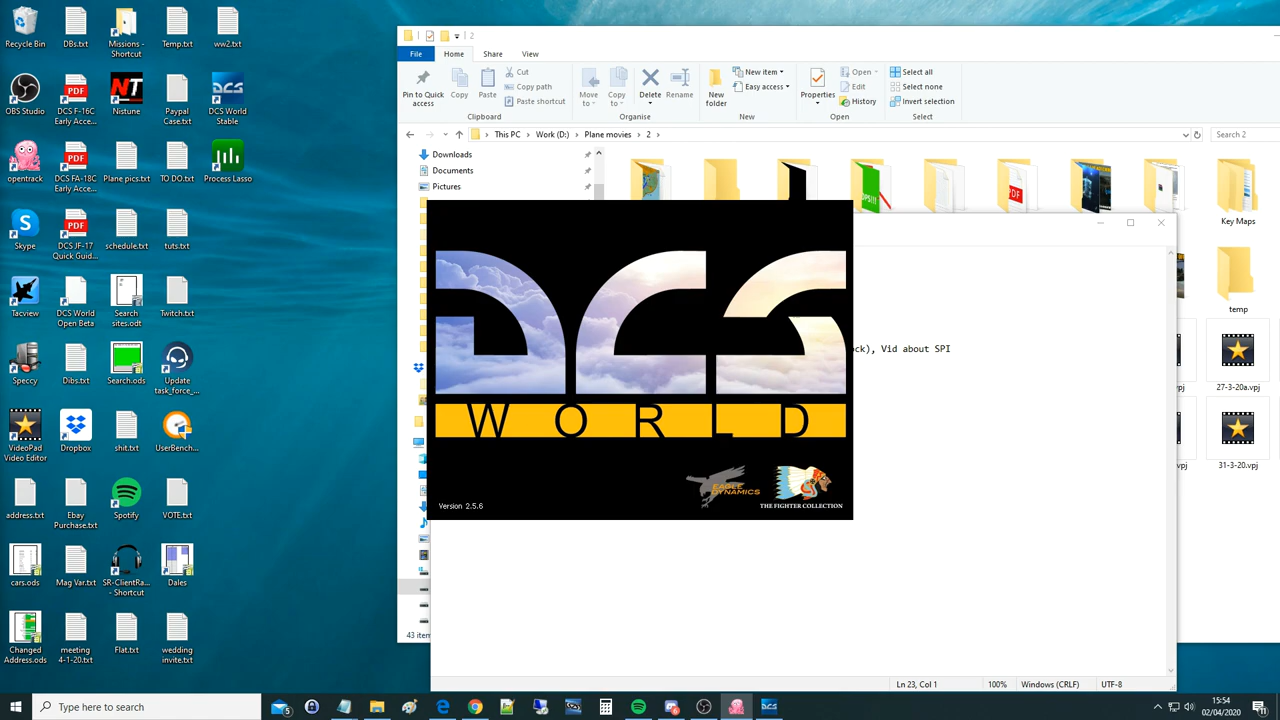 Recycle Bin
DBs.txt
Missions -
Shortcut
Temp.txt
ww2.txt
OBS Studio
DCS F-16C
Early Acce...
Nistune
Paypal
Case.txt
DCS World
Stable
opentrack
DCS FA-18C
Early Acce...
Plane pics.txt
TO DO.txt
Process Lasso
Skype
DCS JF-17
Quick Guid...
schedule.txt
tuts.txt
Tacview
DCS World
Open Beta
Search
sites.odt
Twitch.txt
Speccy
Dibs.txt
Search.ods
Update
task_force_...
VideoPad
Video Editor
Dropbox
shit.txt
UserBench...
address.txt
Ebay
Purchase.txt
Spotify
VOTE.txt
cars.ods
Mag Var.txt
SR-ClientRa...
- Shortcut
Dales
Changed
Address.ods
meeting
4-1-20.txt
Flat.txt
wedding
invite.txt
2
File
Home
Share
View
Pin to Quick
access
Copy
Paste
Cut
Copy path
Paste shortcut
Clipboard
Move
to
Copy
to
Delete
Rename
Organise
New
folder
New item
Easy access
New
Properties
Open
Edit
History
Open
Select all
Select none
Invert selection
Select
This PC > Work (D:) > Plane movies > 2 >
Search 2
Downloads
Documents
Pictures
PDF
Key Maps
temp
ock), Vid about SPI
27-3-20a.vpj
vpj
31-3-20.vpj
DCS
WORLD
EAGLE
DYNAMICS
THE FIGHTER COLLECTION
Version 2.5.6
43 item
Ln 23, Col 1
100%
Windows (CRLF)
UTF-8
Type here to search
5
15:54
02/04/2020